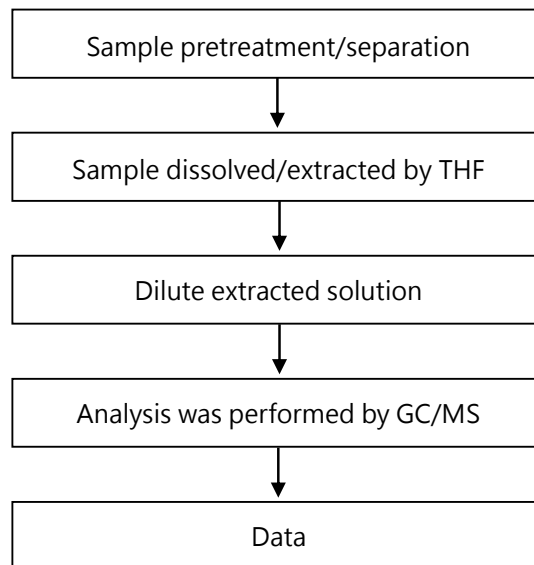 Sample pretreatment/separation
Sample dissolved/extracted by THF
Dilute extracted solution
Analysis was performed by GC/MS
Data